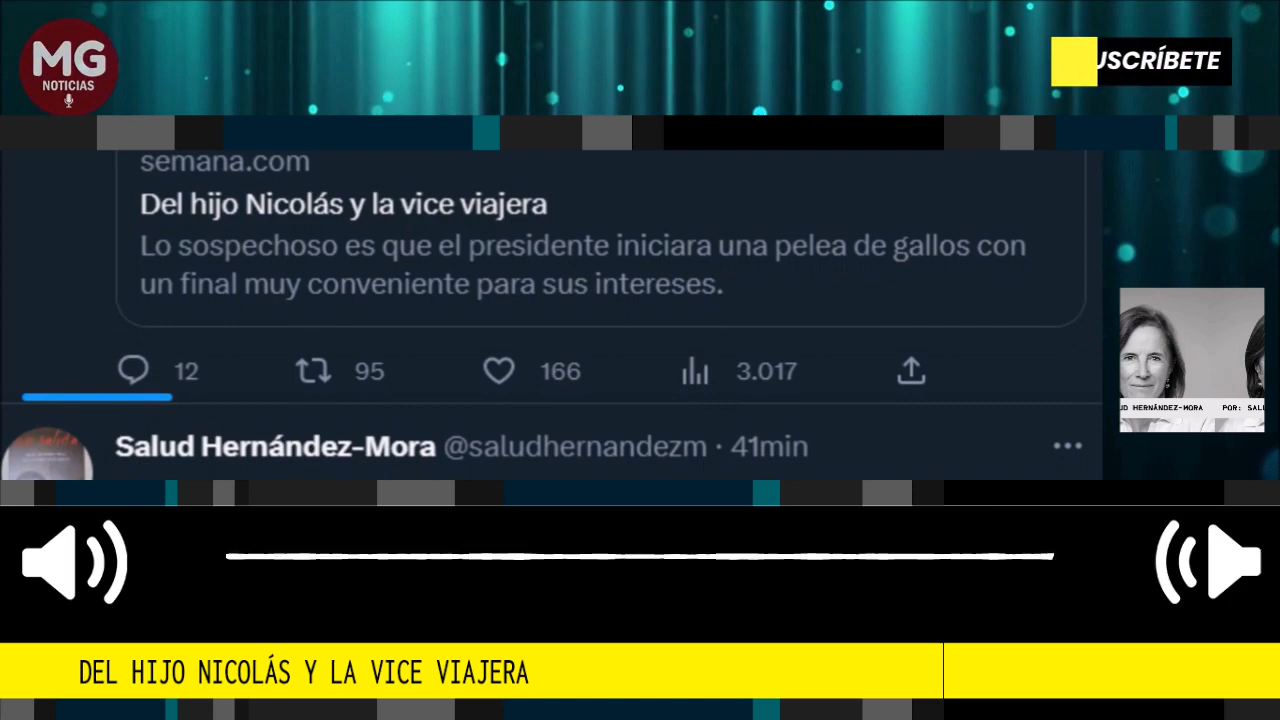 MG
NOTICIAS
USCRÍBETE
semana.com
Del hijo Nicolás y la vice viajera
Lo sospechoso es que el presidente iniciara una pelea de gallos con
un final muy conveniente para sus intereses.
12
95
166
3.017
UD HERNÁNDEZ-MORA POR: SAL
Salud Hernández-Mora @saludhernandezm · 41min
DEL HIJO NICOLÁS Y LA VICE VIAJERA